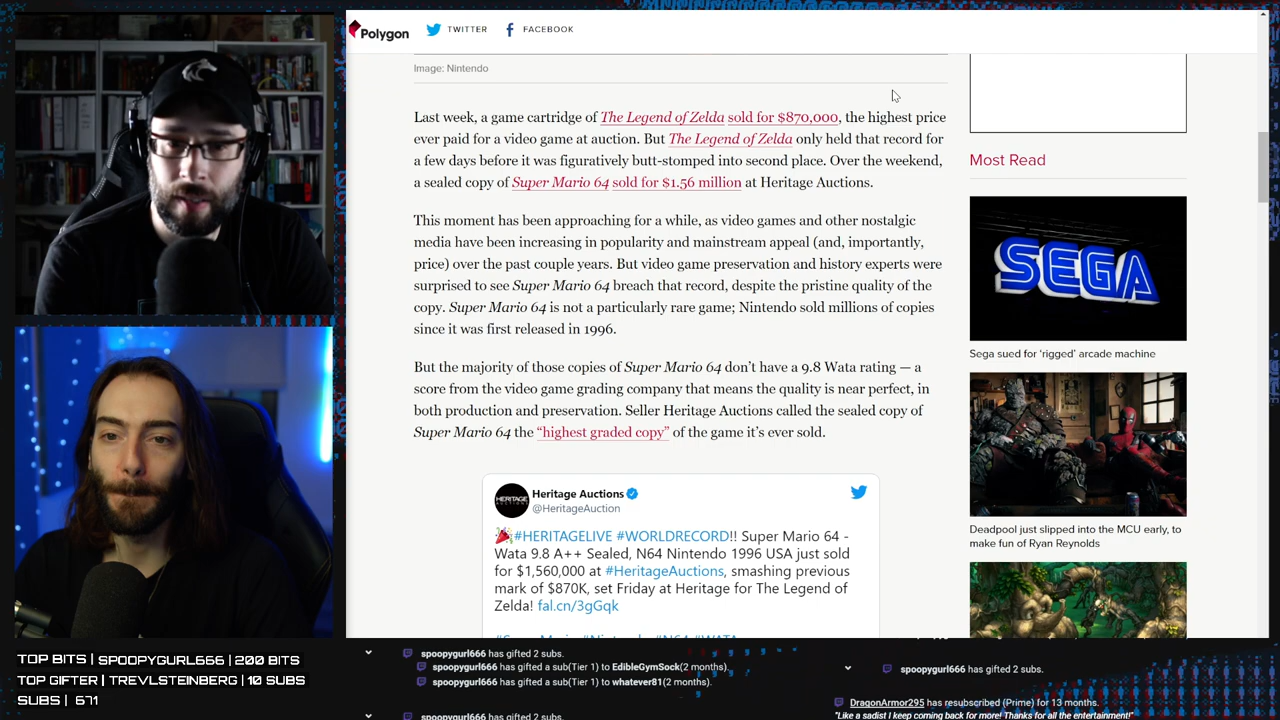 Polygon
TWITTER
FACEBOOK
Image: Nintendo
Last week, a game cartridge of The Legend of Zelda sold for $870,000, the highest price
ever paid for a video game at auction. But The Legend of Zelda only held that record for
a few days before it was figuratively butt-stomped into second place. Over the weekend,
a sealed copy of Super Mario 64 sold for $1.56 million at Heritage Auctions.
This moment has been approaching for a while, as video games and other nostalgic
media have been increasing in popularity and mainstream appeal (and, importantly,
price) over the past couple years. But video game preservation and history experts were
surprised to see Super Mario 64 breach that record, despite the pristine quality of the
copy. Super Mario 64 is not a particularly rare game; Nintendo sold millions of copies
since it was first released in 1996.
But the majority of those copies of Super Mario 64 don't have a 9.8 Wata rating — a
score from the video game grading company that means the quality is near perfect, in
both production and preservation. Seller Heritage Auctions called the sealed copy of
Super Mario 64 the “highest graded copy” of the game it's ever sold.
HERITAGE
Heritage Auctions
@HeritageAuction
#HERITAGELIVE #WORLDRECORD!! Super Mario 64 -
Wata 9.8 A++ Sealed, N64 Nintendo 1996 USA just sold
for $1,560,000 at #HeritageAuctions, smashing previous
mark of $870K, set Friday at Heritage for The Legend of
Zelda! fal.cn/3gGqk
Most Read
SEGA
Sega sued for ‘rigged’ arcade machine
Deadpool just slipped into the MCU early, to
make fun of Ryan Reynolds
TOP BITS | SPOOPYGURL666 | 200 BITS
TOP GIFTER | TREVLSTEINBERG | 10 SUBS
SUBS | 671
spoopygurl666 has gifted 2 subs.
spoopygurl666 has gifted a sub(Tier 1) to EdibleGymSock(2 months).
spoopygurl666 has gifted a sub(Tier 1) to whatever81(2 months).
spoopygurl666 has gifted 2 subs.
spoopygurl666 has gifted 2 subs.
DragonArmor295 has resubscribed (Prime) for 13 months.
"Like a sadist I keep coming back for more! Thanks for all the entertainment!"